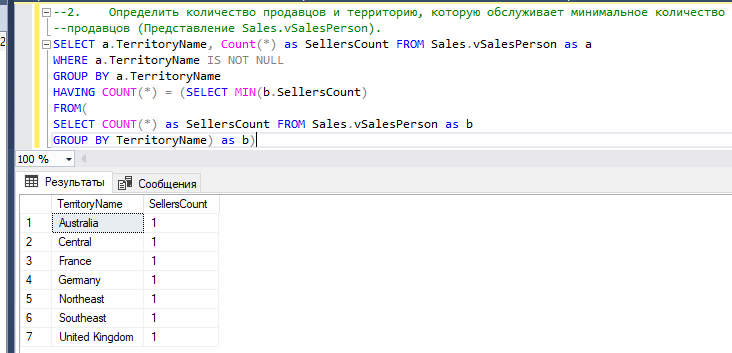 --2. Определить количество продавцов и территорию, которую обслуживает минимальное количество
--продавцов (Представление Sales.vSalesPerson).
SELECT a.TerritoryName, Count(*) as SellersCount FROM Sales.vSalesPerson as a
WHERE a.TerritoryName IS NOT NULL
GROUP BY a.TerritoryName
HAVING COUNT(*) = (SELECT MIN(b.SellersCount)
FROM(
SELECT COUNT(*) as SellersCount FROM Sales.vSalesPerson as b
GROUP BY TerritoryName) as b)
100 %
Результаты Сообщения
TerritoryName SellersCount
1 Australia 1
2 Central 1
3 France 1
4 Germany 1
5 Northeast 1
6 Southeast 1
7 United Kingdom 1